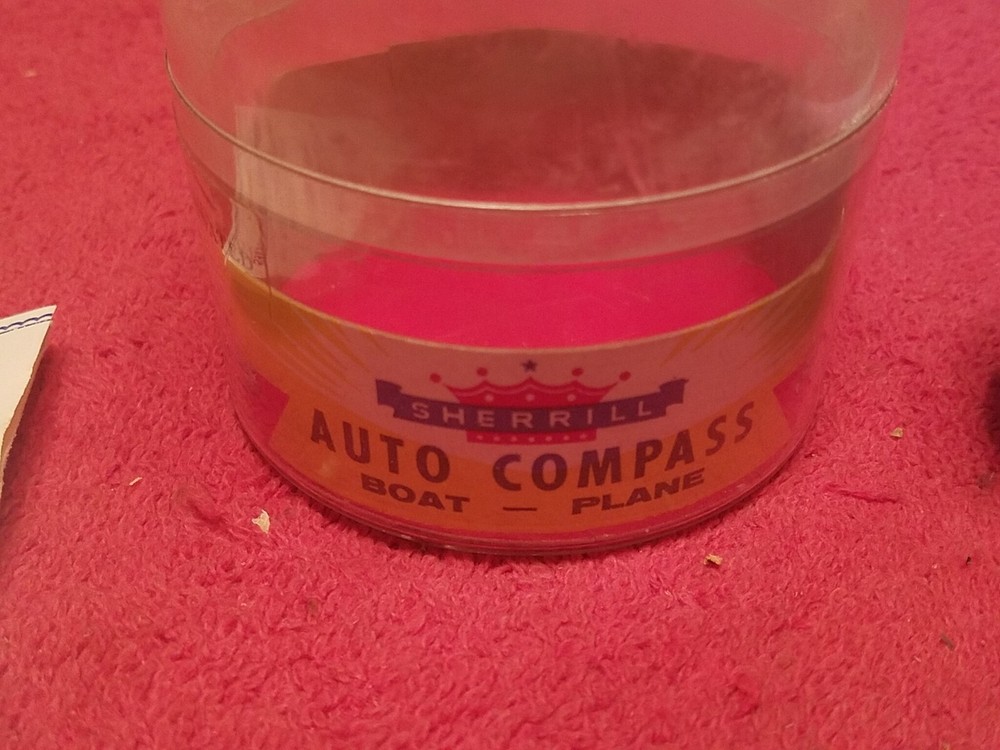 SHERRILL
AUTO COMPASS
BOAT — PLANE